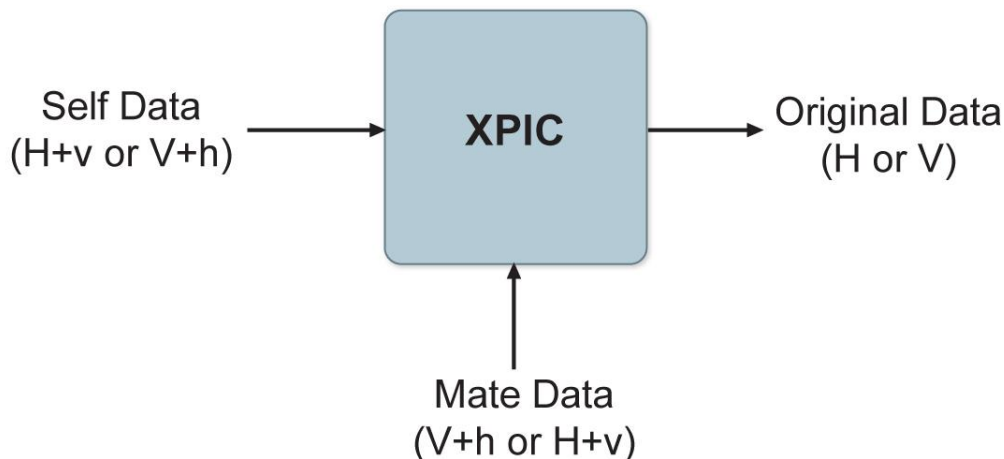 Self Data
(H+v or V+h)
XPIC
Original Data
(H or V)
Mate Data
(V+h or H+v)